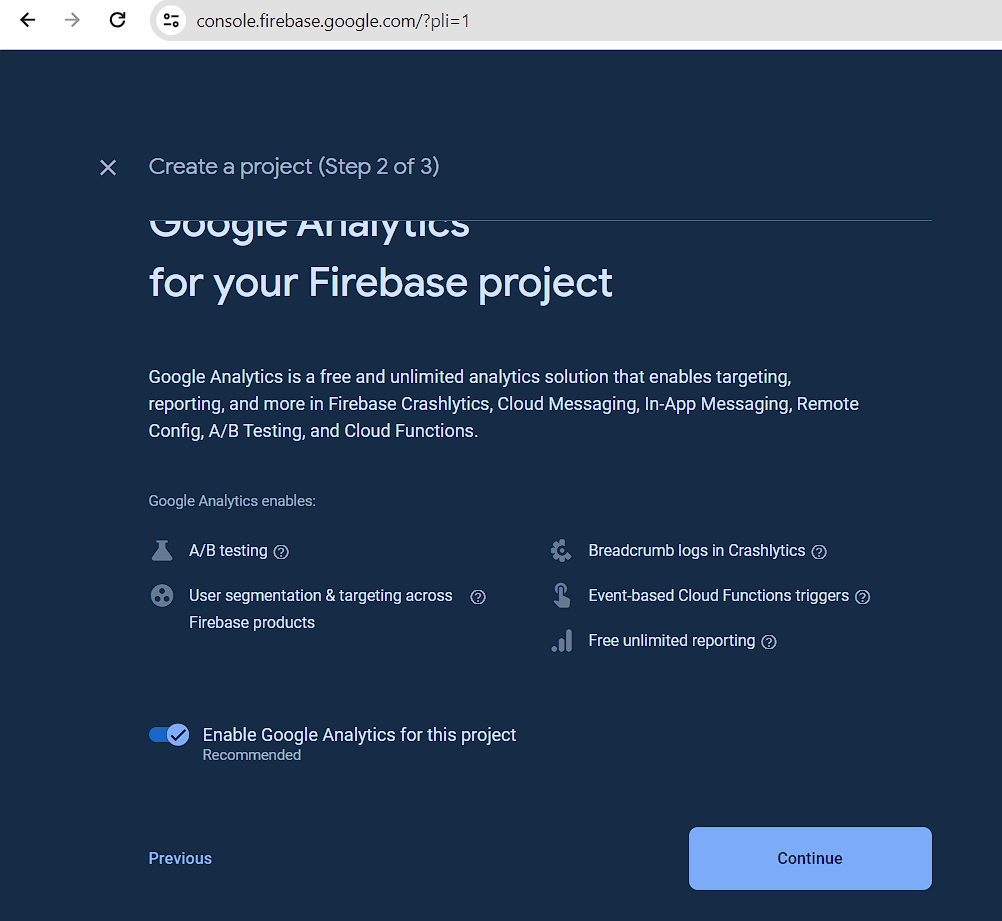 console.firebase.google.com/?pli=1
Create a project (Step 2 of 3)
Google Analytics
for your Firebase project
Google Analytics is a free and unlimited analytics solution that enables targeting,
reporting, and more in Firebase Crashlytics, Cloud Messaging, In-App Messaging, Remote
Config, A/B Testing, and Cloud Functions.
Google Analytics enables:
A/B testing
User segmentation & targeting across
Firebase products
Breadcrumb logs in Crashlytics
Event-based Cloud Functions triggers
Free unlimited reporting
Enable Google Analytics for this project
Recommended
Previous
Continue